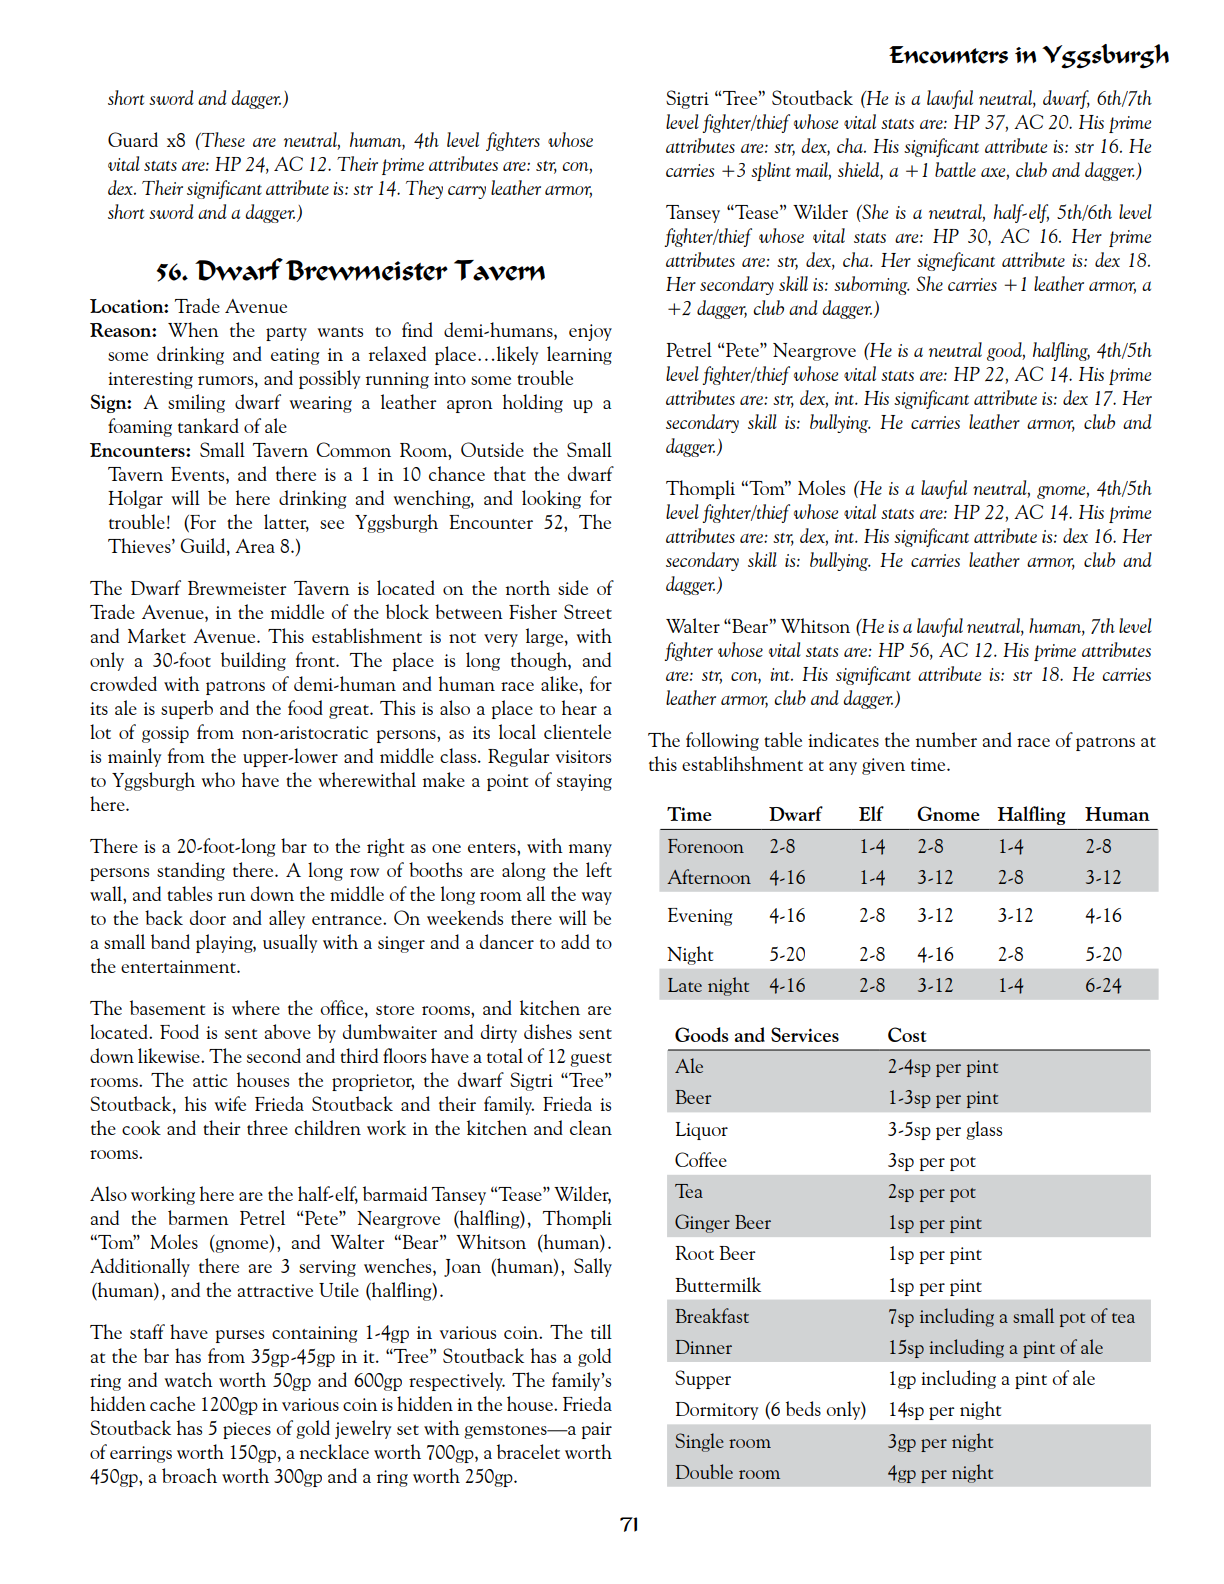 Encounters in Yggsburgh
short sword and dagger.)
Guard x8 (These are neutral, human, 4th level fighters whose
vital stats are: HP 24, AC 12. Their prime attributes are: str, con,
dex. Their significant attribute is: str 14. They carry leather armor,
short sword and a dagger.)
56. Dwarf Brewmeister Tavern
Location: Trade Avenue
Reason: When the party wants to find demi-humans, enjoy
some drinking and eating in a relaxed place…likely learning
interesting rumors, and possibly running into some trouble
Sign: A smiling dwarf wearing a leather apron holding up a
foaming tankard of ale
Encounters: Small Tavern Common Room, Outside the Small
Tavern Events, and there is a 1 in 10 chance that the dwarf
Holgar will be here drinking and wenching, and looking for
trouble! (For the latter, see Yggsburgh Encounter 52, The
Thieves’ Guild, Area 8.)
The Dwarf Brewmeister Tavern is located on the north side of
Trade Avenue, in the middle of the block between Fisher Street
and Market Avenue. This establishment is not very large, with
only a 30-foot building front. The place is long though, and
crowded with patrons of demi-human and human race alike, for
its ale is superb and the food great. This is also a place to hear a
lot of gossip from non-aristocratic persons, as its local clientele
is mainly from the upper-lower and middle class. Regular visitors
to Yggsburgh who have the wherewithal make a point of staying
here.
There is a 20-foot-long bar to the right as one enters, with many
persons standing there. A long row of booths are along the left
wall, and tables run down the middle of the long room all the way
to the back door and alley entrance. On weekends there will be
a small band playing, usually with a singer and a dancer to add to
the entertainment.
The basement is where the office, store rooms, and kitchen are
located. Food is sent above by dumbwaiter and dirty dishes sent
down likewise. The second and third floors have a total of 12 guest
rooms. The attic houses the proprietor, the dwarf Sigtri “Tree”
Stoutback, his wife Frieda Stoutback and their family. Frieda is
the cook and their three children work in the kitchen and clean
rooms.
Also working here are the half-elf, barmaid Tansey “Tease” Wilder,
and the barmen Petrel “Pete” Neargrove (halfling), Thompli
“Tom” Moles (gnome), and Walter “Bear” Whitson (human).
Additionally there are 3 serving wenches, Joan (human), Sally
(human), and the attractive Utile (halfling).
The staff have purses containing 1-4gp in various coin. The till
at the bar has from 35gp-45gp in it. “Tree” Stoutback has a gold
ring and watch worth 50gp and 600gp respectively. The family’s
hidden cache 1200gp in various coin is hidden in the house. Frieda
Stoutback has 5 pieces of gold jewelry set with gemstones—a pair
of earrings worth 150gp, a necklace worth 700gp, a bracelet worth
450gp, a broach worth 300gp and a ring worth 250gp.
Sigtri “Tree” Stoutback (He is a lawful neutral, dwarf, 6th/7th
level fighter/thief whose vital stats are: HP 37, AC 20. His prime
attributes are: str, dex, cha. His significant attribute is: str 16. He
carries +3 splint mail, shield, a +1 battle axe, club and dagger.)
Tansey “Tease” Wilder (She is a neutral, half-elf, 5th/6th level
fighter/thief whose vital stats are: HP 30, AC 16. Her prime
attributes are: str, dex, cha. Her signeficant attribute is: dex 18.
Her secondary skill is: suborning. She carries +1 leather armor, a
+2 dagger, club and dagger.)
Petrel “Pete” Neargrove (He is a neutral good, halfling, 4th/5th
level fighter/thief whose vital stats are: HP 22, AC 14. His prime
attributes are: str, dex, int. His significant attribute is: dex 17. Her
secondary skill is: bullying. He carries leather armor, club and
dagger.)
Thompli “Tom” Moles (He is a lawful neutral, gnome, 4th/5th
level fighter/thief whose vital stats are: HP 22, AC 14. His prime
attributes are: str, dex, int. His significant attribute is: dex 16. Her
secondary skill is: bullying. He carries leather armor, club and
dagger.)
Walter “Bear” Whitson (He is a lawful neutral, human, 7th level
fighter whose vital stats are: HP 56, AC 12. His prime attributes
are: str, con, int. His significant attribute is: str 18. He carries
leather armor, club and dagger.)
The following table indicates the number and race of patrons at
this establihshment at any given time.
Time Dwarf Elf Gnome Halfling Human
Forenoon 2-8 1-4 2-8 1-4 2-8
Afternoon 4-16 1-4 3-12 2-8 3-12
Evening 4-16 2-8 3-12 3-12 4-16
Night 5-20 2-8 4-16 2-8 5-20
Late night 4-16 2-8 3-12 1-4 6-24
Goods and Services Cost
Ale 2-4sp per pint
Beer 1-3sp per pint
Liquor 3-5sp per glass
Coffee 3sp per pot
Tea 2sp per pot
Ginger Beer 1sp per pint
Root Beer 1sp per pint
Buttermilk 1sp per pint
Breakfast 7sp including a small pot of tea
Dinner 15sp including a pint of ale
Supper 1gp including a pint of ale
Dormitory (6 beds only) 14sp per night
Single room 3gp per night
Double room 4gp per night
71